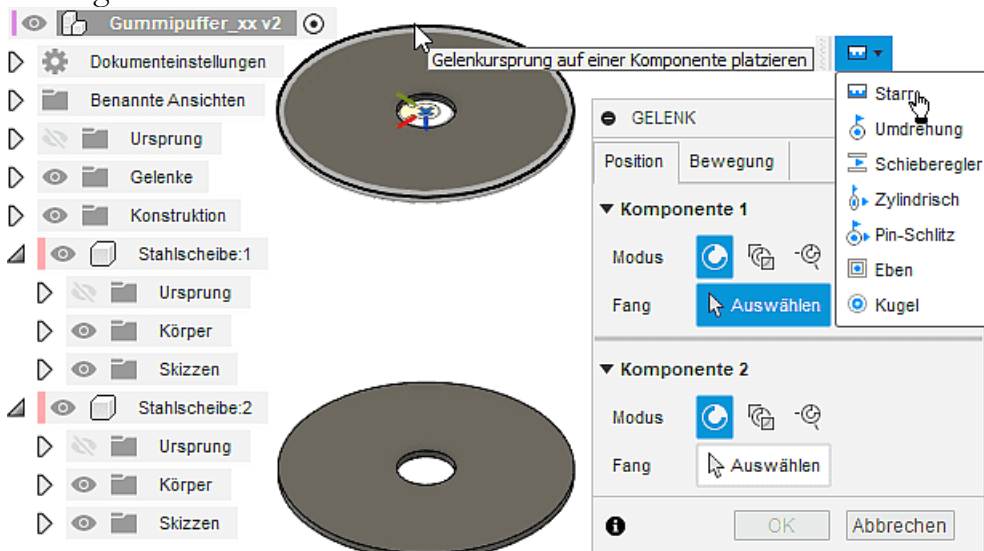 Gummipuffer_xx v2
Dokumenteinstellungen
Benannte Ansichten
Ursprung
Gelenke
Konstruktion
Stahlscheibe:1
Ursprung
Körper
Skizzen
Stahlscheibe:2
Ursprung
Körper
Skizzen
Gelenkursprung auf einer Komponente platzieren
GELENK
Position Bewegung
Komponente 1
Modus
Fang Auswählen
Komponente 2
Modus
Fang Auswählen
OK Abbrechen
Starr
Umdrehung
Schieberegler
Zylindrisch
Pin-Schlitz
Eben
Kugel